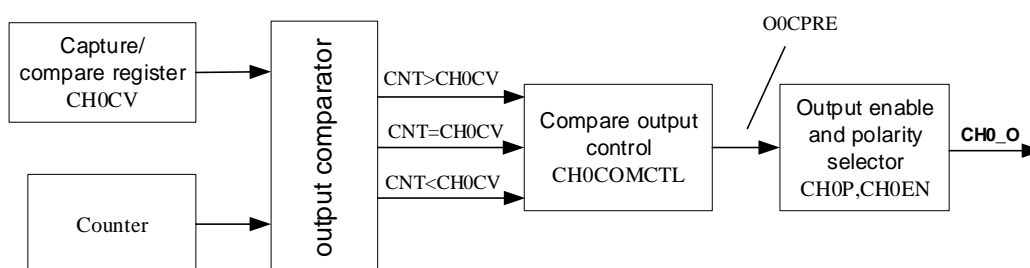 Capture/
compare register
CH0CV
Counter
output comparator
CNT>CH0CV
CNT=CH0CV
CNT<CH0CV
Compare output
control
CH0COMCTL
O0CPRE
Output enable
and polarity
selector
CH0P,CH0EN
CH0_O